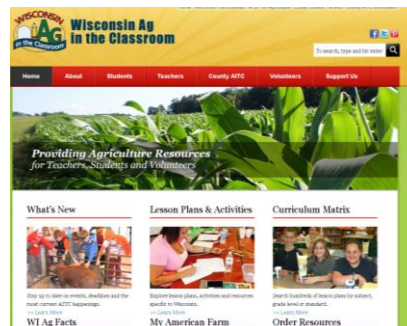 WISCONSIN
AG
in the Classroom
Wisconsin Ag
in the Classroom
To search, type and hit enter
Home About Students Teachers County AITC Volunteers Support Us
Providing Agriculture Resources
for Teachers, Students and Volunteers
What's New
Lesson Plans & Activities
Curriculum Matrix
Stay up to date on events, deadlines and the
most current AITC happenings.
>> Learn More
Explore lesson plans, activities and resources
specific to Wisconsin.
>> Learn More
Search hundreds of lesson plans by subject,
grade level or standard.
>> Learn More
WI Ag Facts
My American Farm
Order Resources